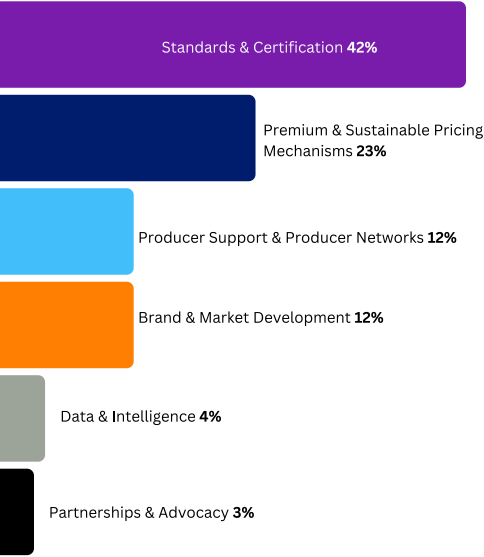 Standards & Certification 42%
Premium & Sustainable Pricing
Mechanisms 23%
Producer Support & Producer Networks 12%
Brand & Market Development 12%
Data & Intelligence 4%
Partnerships & Advocacy 3%